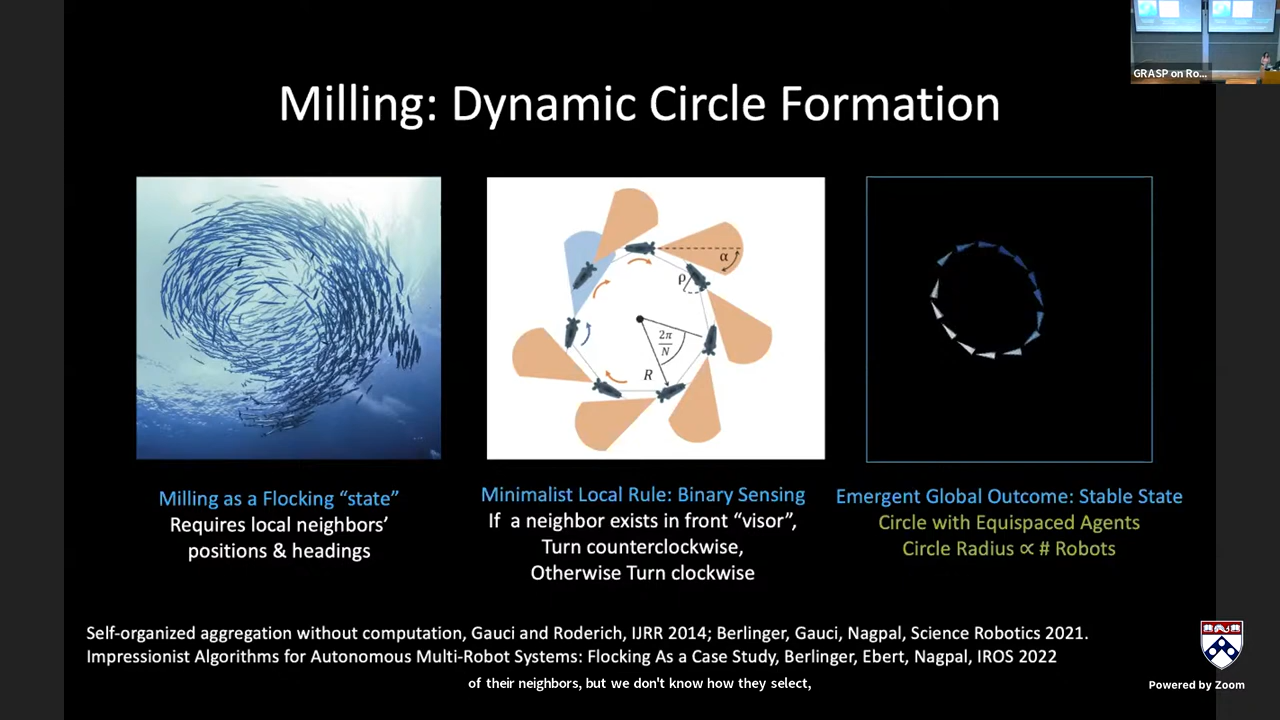 GRASP on Ro...
Milling: Dynamic Circle Formation
α
ρ
2π
N
R
Milling as a Flocking “state”
Requires local neighbors’
positions & headings
Minimalist Local Rule: Binary Sensing
If a neighbor exists in front “visor”,
Turn counterclockwise,
Otherwise Turn clockwise
Emergent Global Outcome: Stable State
Circle with Equispaced Agents
Circle Radius ∝ # Robots
Self-organized aggregation without computation, Gauci and Roderich, IJRR 2014; Berlinger, Gauci, Nagpal, Science Robotics 2021.
Impressionist Algorithms for Autonomous Multi-Robot Systems: Flocking As a Case Study, Berlinger, Ebert, Nagpal, IROS 2022
of their neighbors, but we don't know how they select,
Powered by Zoom